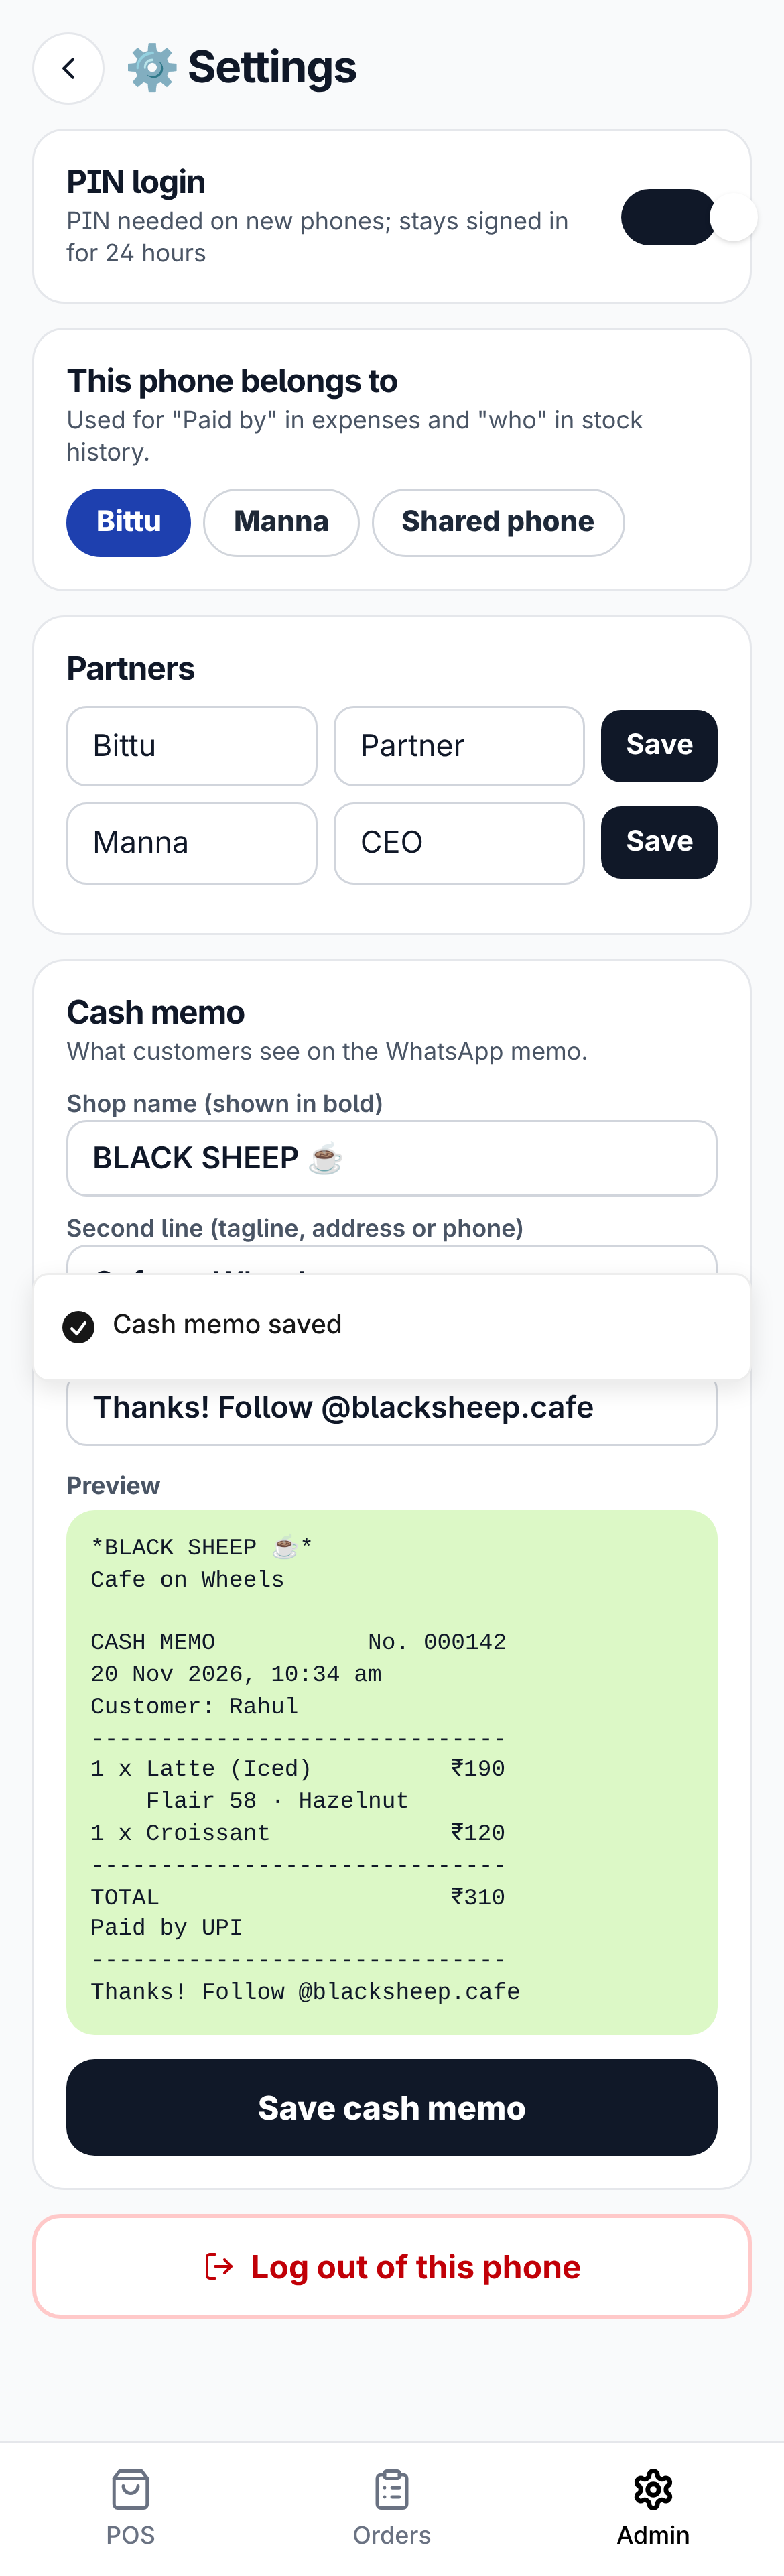 ⚙️ Settings
PIN login
PIN needed on new phones; stays signed in
for 24 hours
This phone belongs to
Used for "Paid by" in expenses and "who" in stock
history.
Bittu Manna Shared phone
Partners
Bittu Partner Save
Manna CEO Save
Cash memo
What customers see on the WhatsApp memo.
Shop name (shown in bold)
BLACK SHEEP ☕
Second line (tagline, address or phone)
Cash memo saved
Thanks! Follow @blacksheep.cafe
Preview
*BLACK SHEEP ☕*
Cafe on Wheels
CASH MEMO No. 000142
20 Nov 2026, 10:34 am
Customer: Rahul
------------------------------
1 x Latte (Iced) ₹190
Flair 58 · Hazelnut
1 x Croissant ₹120
------------------------------
TOTAL ₹310
Paid by UPI
------------------------------
Thanks! Follow @blacksheep.cafe
Save cash memo
Log out of this phone
POS Orders Admin